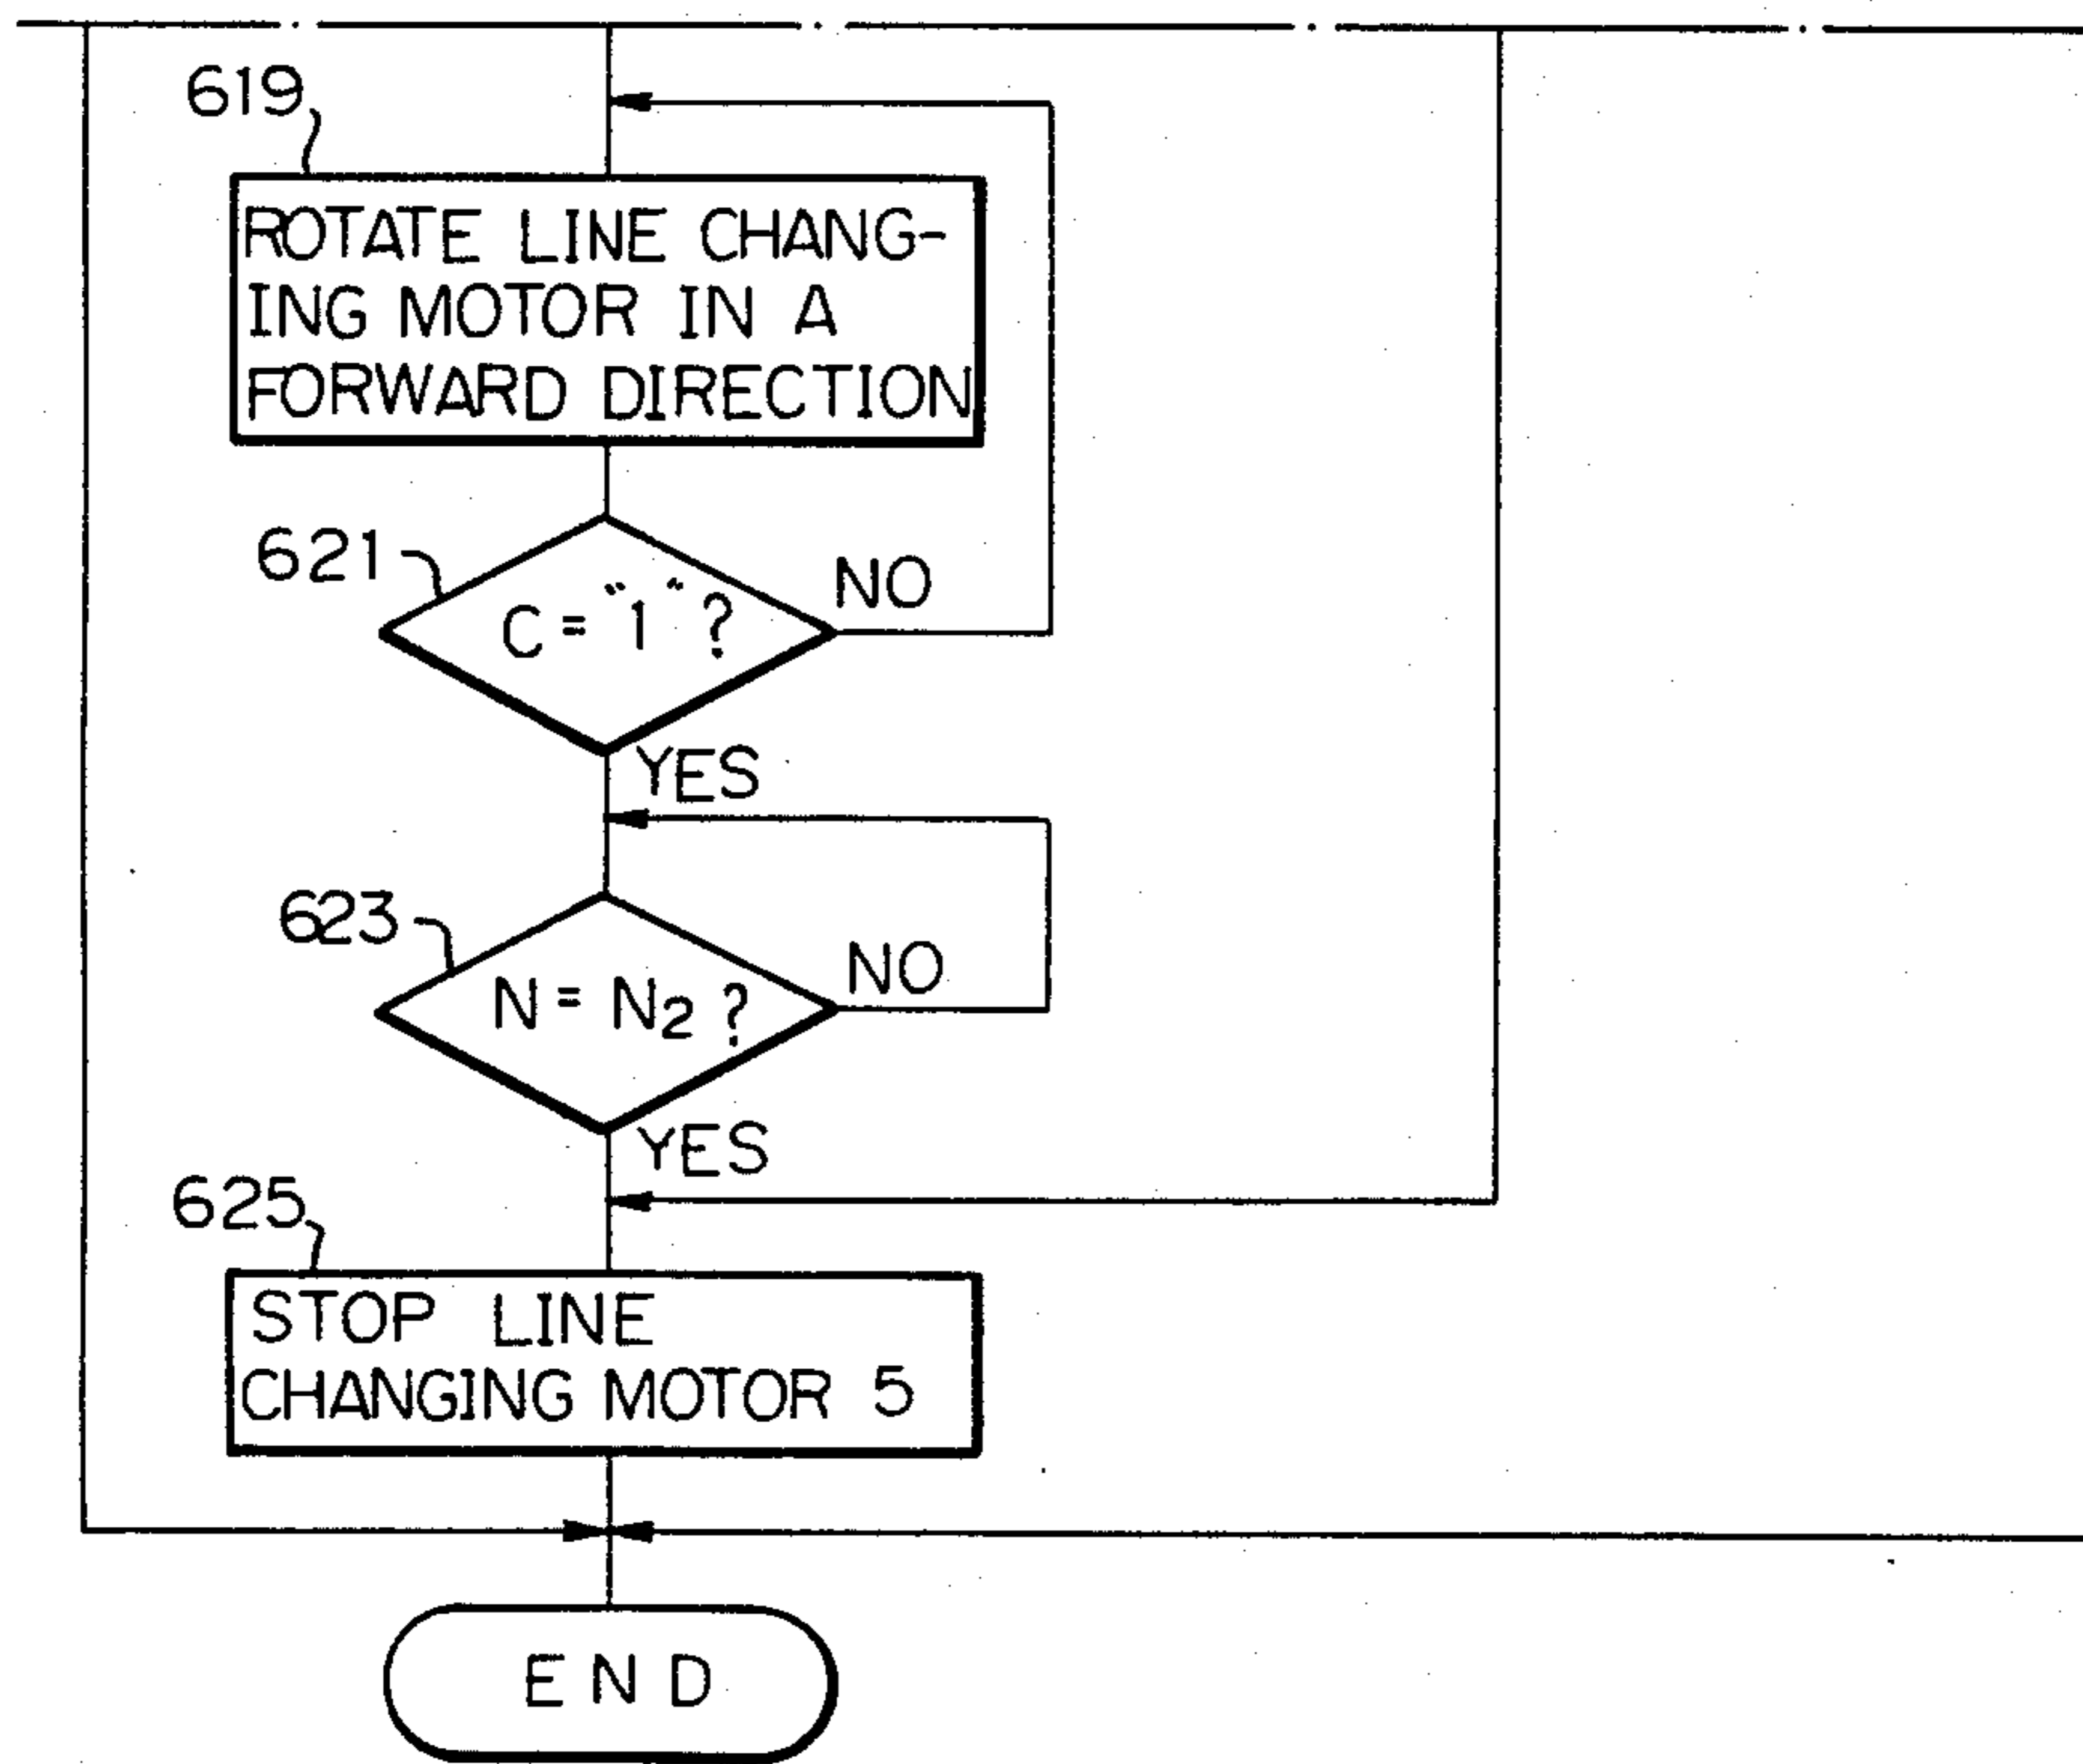 619
ROTATE LINE CHANG-
ING MOTOR IN A
FORWARD DIRECTION
621
C = "1" ?
NO
YES
623
N = N₂ ?
NO
YES
625
STOP LINE
CHANGING MOTOR 5
END